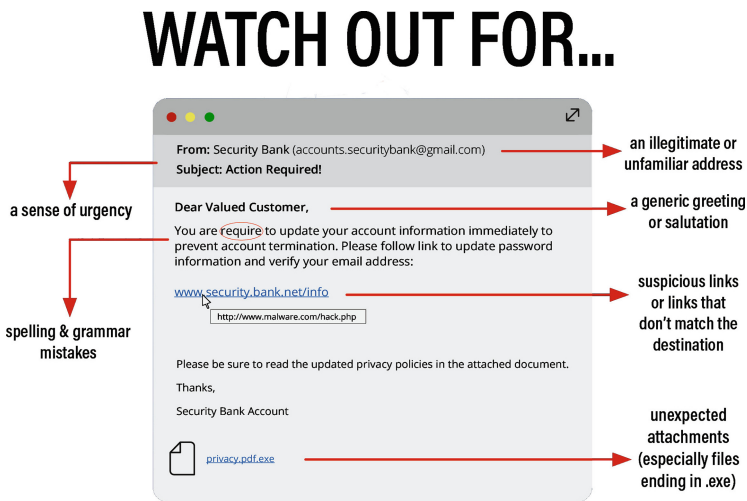 WATCH OUT FOR...
From: Security Bank (accounts.securitybank@gmail.com)
Subject: Action Required!
an illegitimate or
unfamiliar address
a sense of urgency
Dear Valued Customer,
a generic greeting
or salutation
You are require to update your account information immediately to
prevent account termination. Please follow link to update password
information and verify your email address:
spelling & grammar
mistakes
www.security.bank.net/info
http://www.malware.com/hack.php
suspicious links
or links that
don't match the
destination
Please be sure to read the updated privacy policies in the attached document.
Thanks,
Security Bank Account
privacy.pdf.exe
unexpected
attachments
(especially files
ending in .exe)